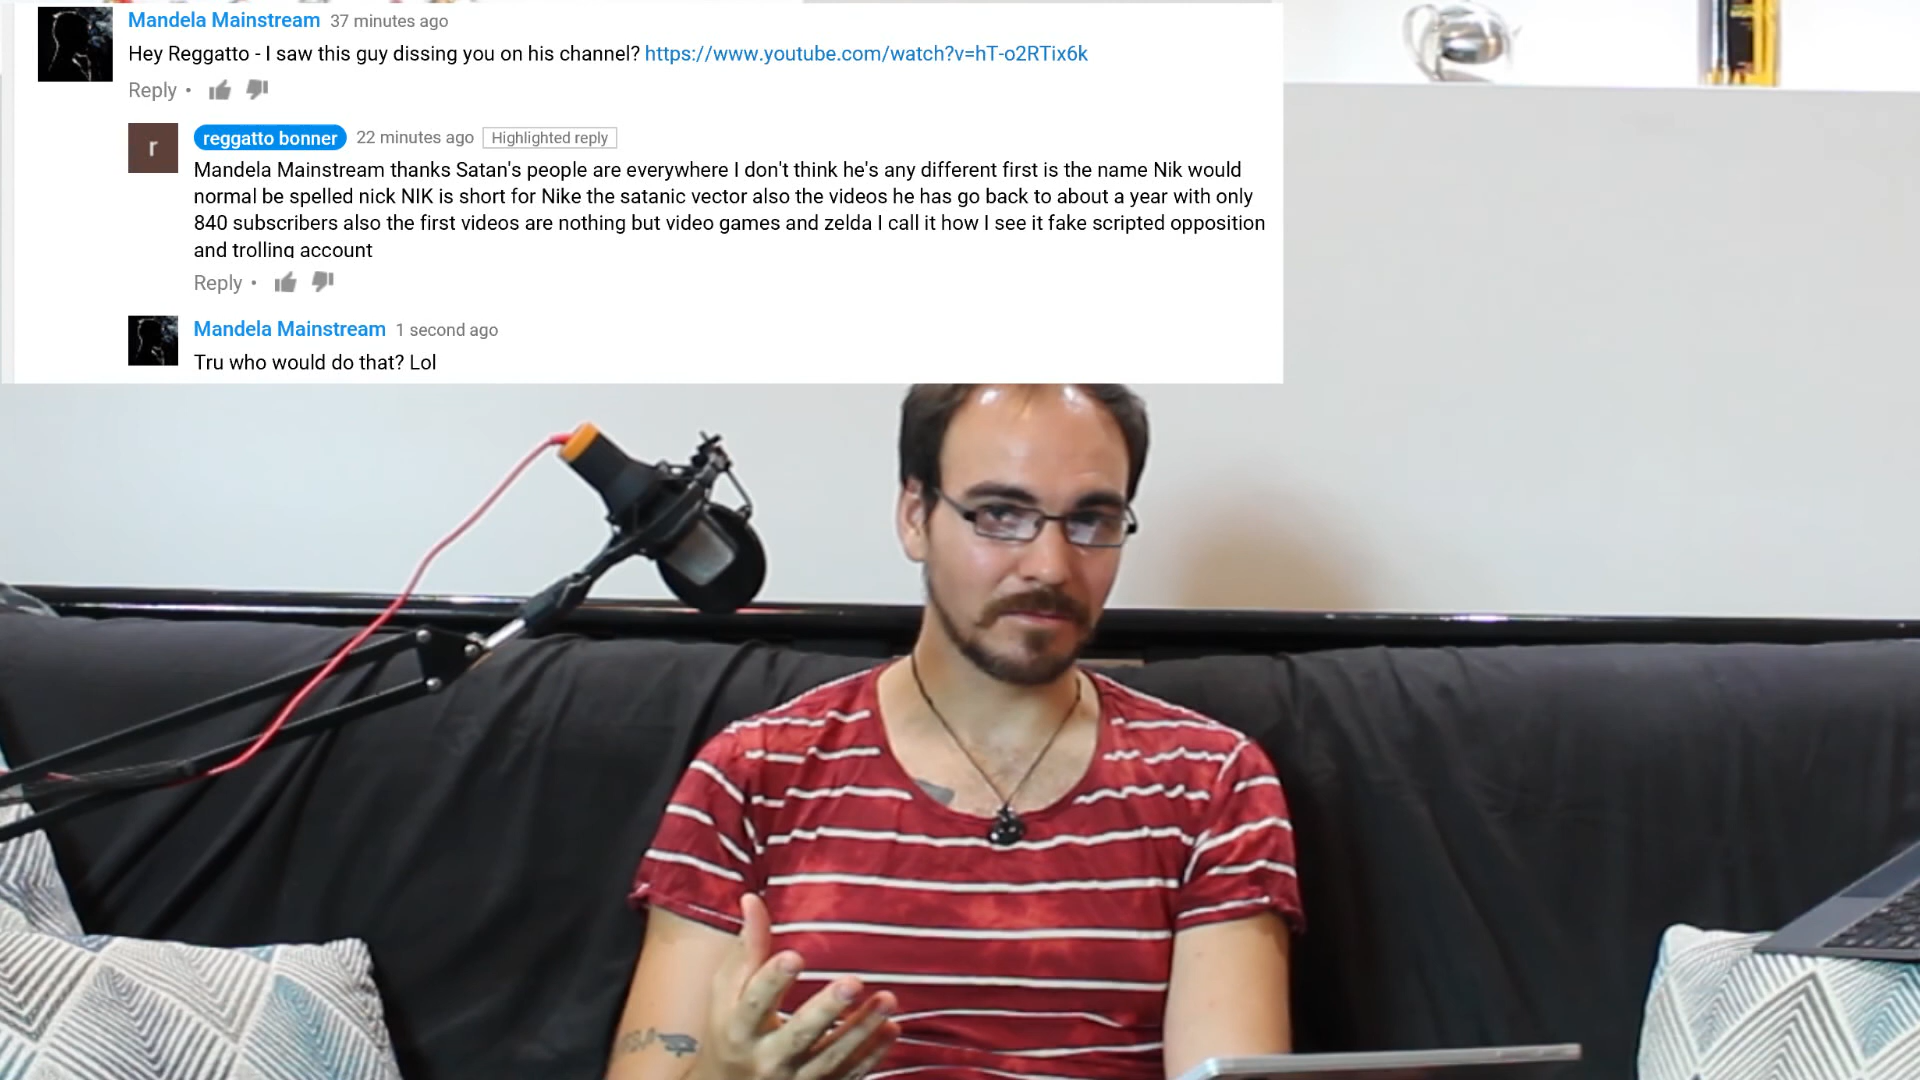 Mandela Mainstream 37 minutes ago
Hey Reggatto - I saw this guy dissing you on his channel? https://www.youtube.com/watch?v=hT-o2RTix6k
Reply •
r
reggatto bonner 22 minutes ago Highlighted reply
Mandela Mainstream thanks Satan's people are everywhere I don't think he's any different first is the name Nik would
normal be spelled nick NIK is short for Nike the satanic vector also the videos he has go back to about a year with only
840 subscribers also the first videos are nothing but video games and zelda I call it how I see it fake scripted opposition
and trolling account
Reply •
Mandela Mainstream 1 second ago
Tru who would do that? Lol